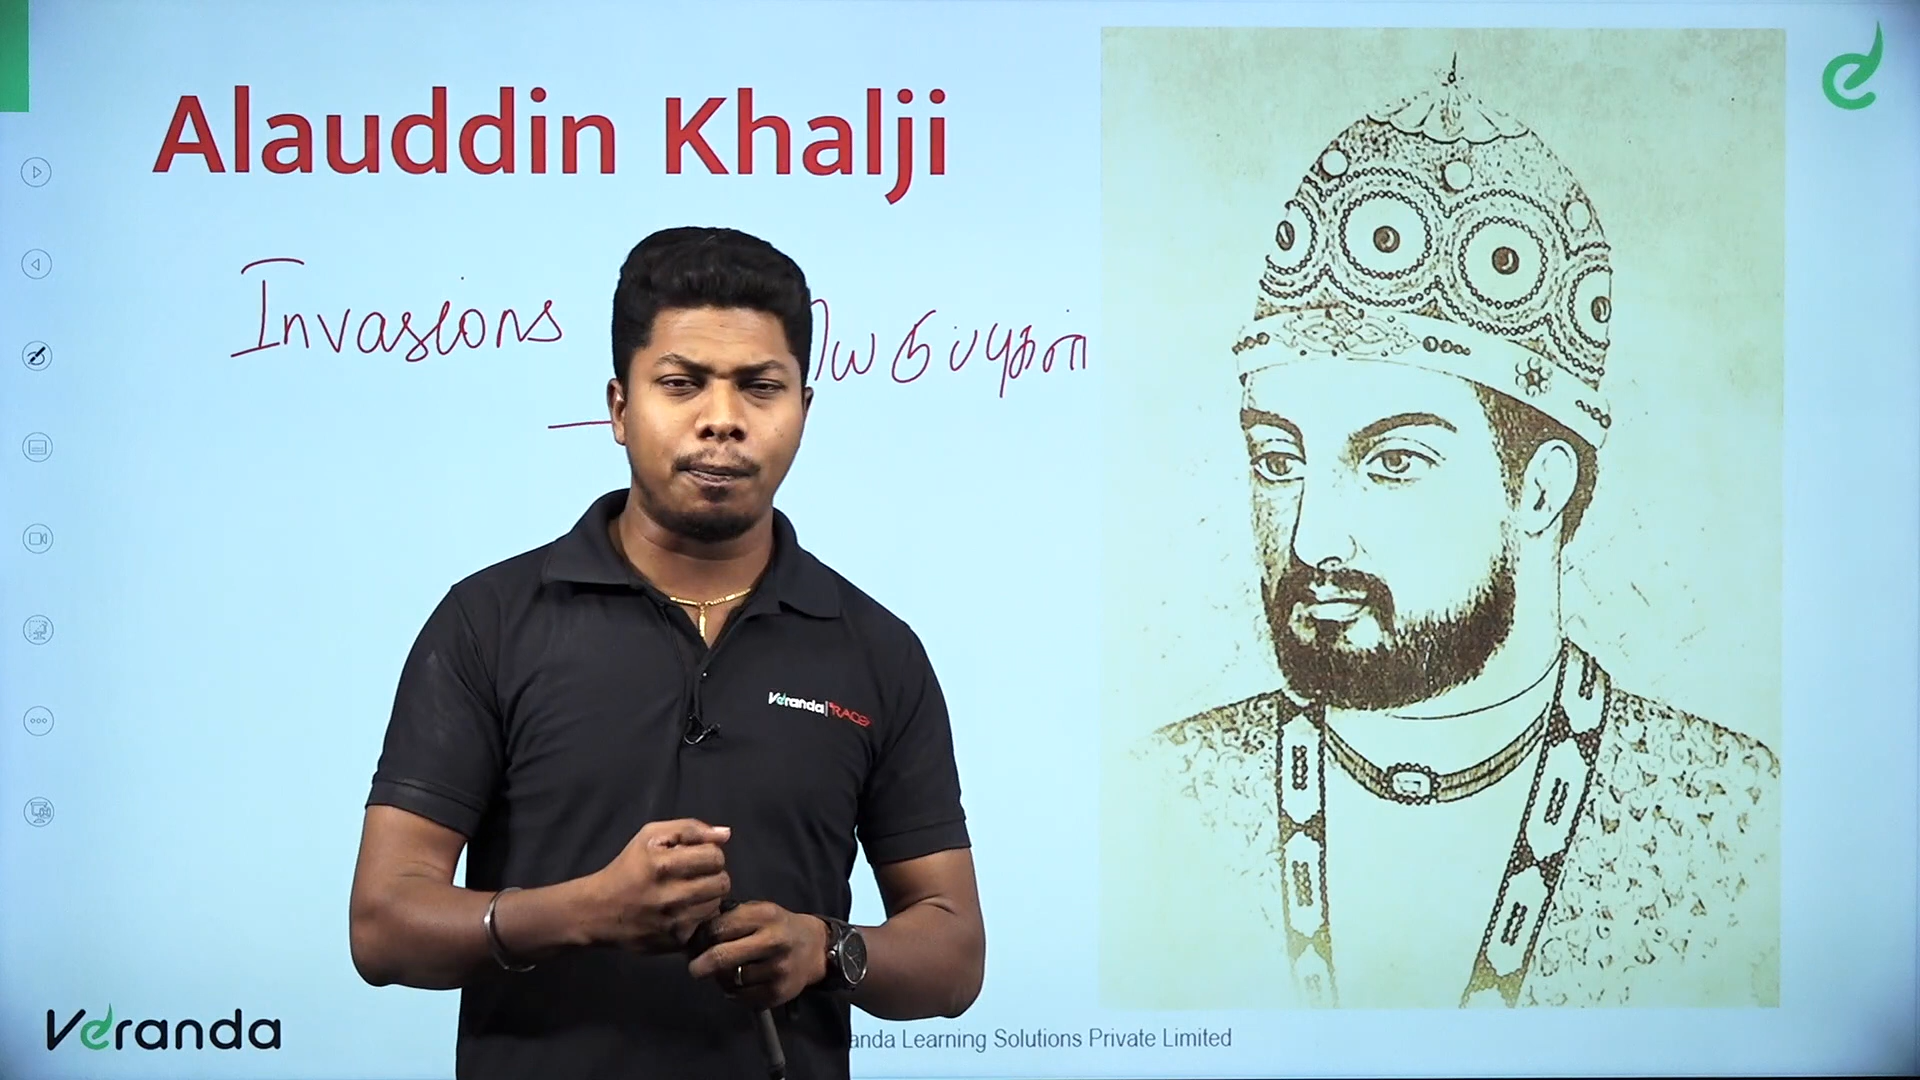 Alauddin Khalji
Invasions
Veranda RACE
Veranda
anda Learning Solutions Private Limited